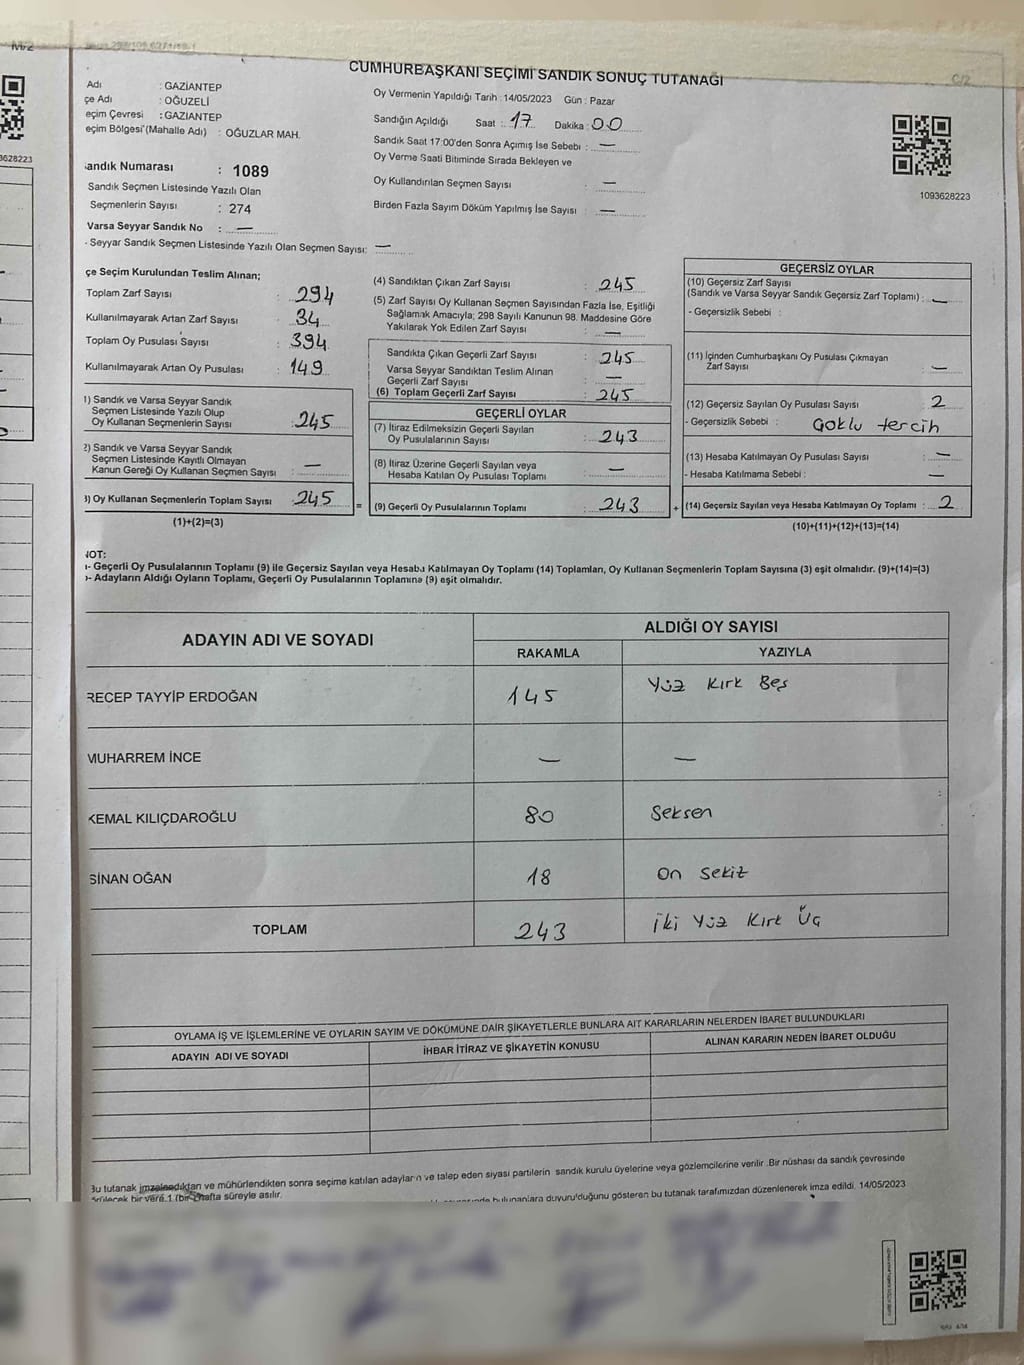 M/2
C/2
CUMHURBAŞKANI SEÇİMİ SANDIK SONUÇ TUTANAĞI
Adı : GAZİANTEP
çe Adı : OĞUZELİ
eçim Çevresi : GAZİANTEP
eçim Bölgesi (Mahalle Adı) : OĞUZLAR MAH.
andık Numarası : 1089
Sandık Seçmen Listesinde Yazılı Olan
Seçmenlerin Sayısı : 274
Varsa Seyyar Sandık No : —
- Seyyar Sandık Seçmen Listesinde Yazılı Olan Seçmen Sayısı: —
Oy Vermenin Yapıldığı Tarih : 14/05/2023 Gün : Pazar
Sandığın Açıldığı Saat : 17 Dakika : 00
Sandık Saat 17:00'den Sonra Açımış İse Sebebi : —
Oy Verme Saati Bitiminde Sırada Bekleyen ve
Oy Kullandırılan Seçmen Sayısı : —
Birden Fazla Sayım Döküm Yapılmış İse Sayısı : —
1093628223
3628223
çe Seçim Kurulundan Teslim Alınan;
Toplam Zarf Sayısı : 294
Kullanılmayarak Artan Zarf Sayısı : 34
Toplam Oy Pusulası Sayısı : 394
Kullanılmayarak Artan Oy Pusulası : 149
1) Sandık ve Varsa Seyyar Sandık
Seçmen Listesinde Yazılı Olup
Oy Kullanan Seçmenlerin Sayısı : 245
2) Sandık ve Varsa Seyyar Sandık
Seçmen Listesinde Kayıtlı Olmayan
Kanun Gereği Oy Kullanan Seçmen Sayısı : —
3) Oy Kullanan Seçmenlerin Toplam Sayısı : 245 =
(1)+(2)=(3)
(4) Sandıktan Çıkan Zarf Sayısı : 245
(5) Zarf Sayısı Oy Kullanan Seçmen Sayısından Fazla İse, Eşitliği
Sağlamak Amacıyla; 298 Sayılı Kanunun 98. Maddesine Göre
Yakılarak Yok Edilen Zarf Sayısı : —
Sandıkta Çıkan Geçerli Zarf Sayısı : 245
Varsa Seyyar Sandıktan Teslim Alınan
Geçerli Zarf Sayısı : —
(6) Toplam Geçerli Zarf Sayısı : 245
GEÇERLİ OYLAR
(7) İtiraz Edilmeksizin Geçerli Sayılan
Oy Pusulalarının Sayısı : 243
(8) İtiraz Üzerine Geçerli Sayılan veya
Hesaba Katılan Oy Pusulası Toplamı : —
(9) Geçerli Oy Pusulalarının Toplamı : 243 +
GEÇERSİZ OYLAR
(10) Geçersiz Zarf Sayısı
(Sandık ve Varsa Seyyar Sandık Geçersiz Zarf Toplamı) : —
- Geçersizlik Sebebi :
(11) İçinden Cumhurbaşkanı Oy Pusulası Çıkmayan
Zarf Sayısı : —
(12) Geçersiz Sayılan Oy Pusulası Sayısı : 2
- Geçersizlik Sebebi : Çoklu tercih
(13) Hesaba Katılmayan Oy Pusulası Sayısı : —
- Hesaba Katılmama Sebebi : —
(14) Geçersiz Sayılan veya Hesaba Katılmayan Oy Toplamı : 2
(10)+(11)+(12)+(13)=(14)
NOT:
- Geçerli Oy Pusulalarının Toplamı (9) ile Geçersiz Sayılan veya Hesaba Katılmayan Oy Toplamı (14) Toplamları, Oy Kullanan Seçmenlerin Toplam Sayısına (3) eşit olmalıdır. (9)+(14)=(3)
- Adayların Aldığı Oyların Toplamı, Geçerli Oy Pusulalarının Toplamına (9) eşit olmalıdır.
ADAYIN ADI VE SOYADI
ALDIĞI OY SAYISI
RAKAMLA YAZIYLA
RECEP TAYYİP ERDOĞAN 145 Yüz Kırk Beş
MUHARREM İNCE — —
KEMAL KILIÇDAROĞLU 80 Seksen
SİNAN OĞAN 18 On Sekiz
TOPLAM 243 İki Yüz Kırk Üç
OYLAMA İŞ VE İŞLEMLERİNE VE OYLARIN SAYIM VE DÖKÜMÜNE DAİR ŞİKAYETLERLE BUNLARA AİT KARARLARIN NELERDEN İBARET BULUNDUKLARI
ADAYIN ADI VE SOYADI İHBAR İTİRAZ VE ŞİKAYETİN KONUSU ALINAN KARARIN NEDEN İBARET OLDUĞU
Bu tutanak imzalandıktan ve mühürlendikten sonra seçime katılan adayların ve talep eden siyasi partilerin sandık kurulu üyelerine veya gözlemcilerine verilir. Bir nüshası da sandık çevresinde
bir yere 1 (bir) hafta süreyle asılır.
bulunanlara duyurulduğunu gösteren bu tutanak tarafımızdan düzenlenerek imza edildi. 14/05/2023